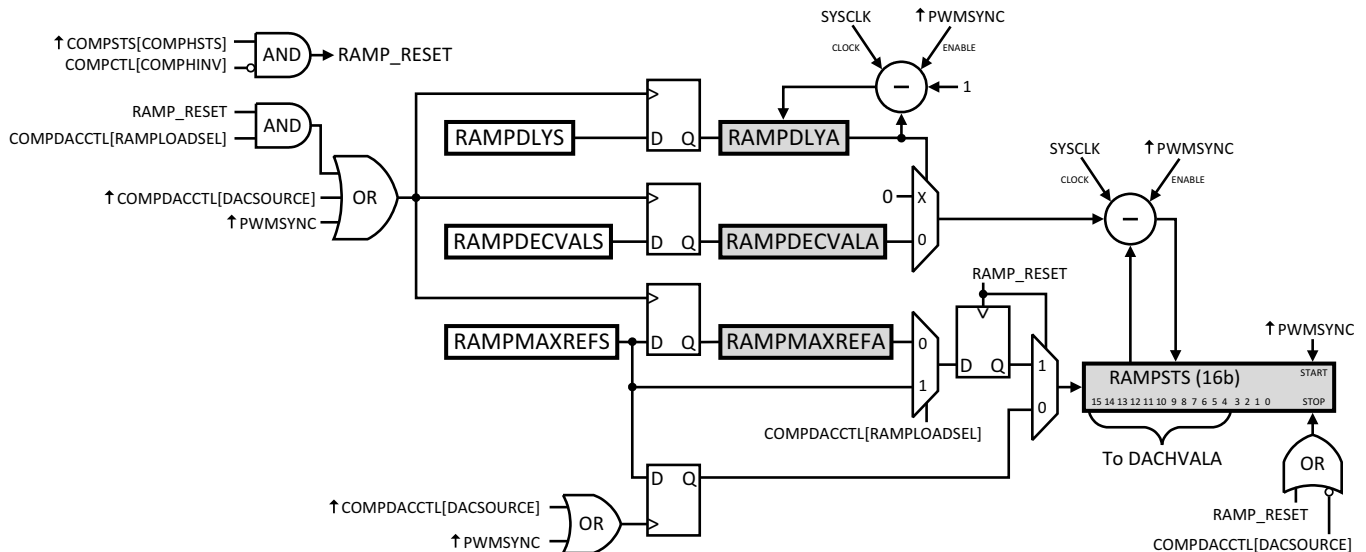 SYSCLK
↑PWMSYNC
CLOCK
ENABLE
↑COMPSTS[COMPHSTS]
COMPCTL[COMPHINV]
AND
RAMP_RESET
1
RAMP_RESET
COMPDACCTL[RAMPLOADSEL]
AND
RAMPDLYS
D Q
RAMPDLYA
SYSCLK
↑PWMSYNC
CLOCK
ENABLE
↑COMPDACCTL[DACSOURCE]
↑PWMSYNC
OR
0
X
RAMPDECVALS
D Q
RAMPDECVALA
0
RAMP_RESET
RAMPMAXREFS
D Q
RAMPMAXREFA
0
1
D Q
1
0
COMPDACCTL[RAMPLOADSEL]
↑PWMSYNC
RAMPSTS (16b)
START
15 14 13 12 11 10 9 8 7 6 5 4 3 2 1 0
STOP
To DACHVALA
OR
RAMP_RESET
COMPDACCTL[DACSOURCE]
D Q
↑COMPDACCTL[DACSOURCE]
↑PWMSYNC
OR